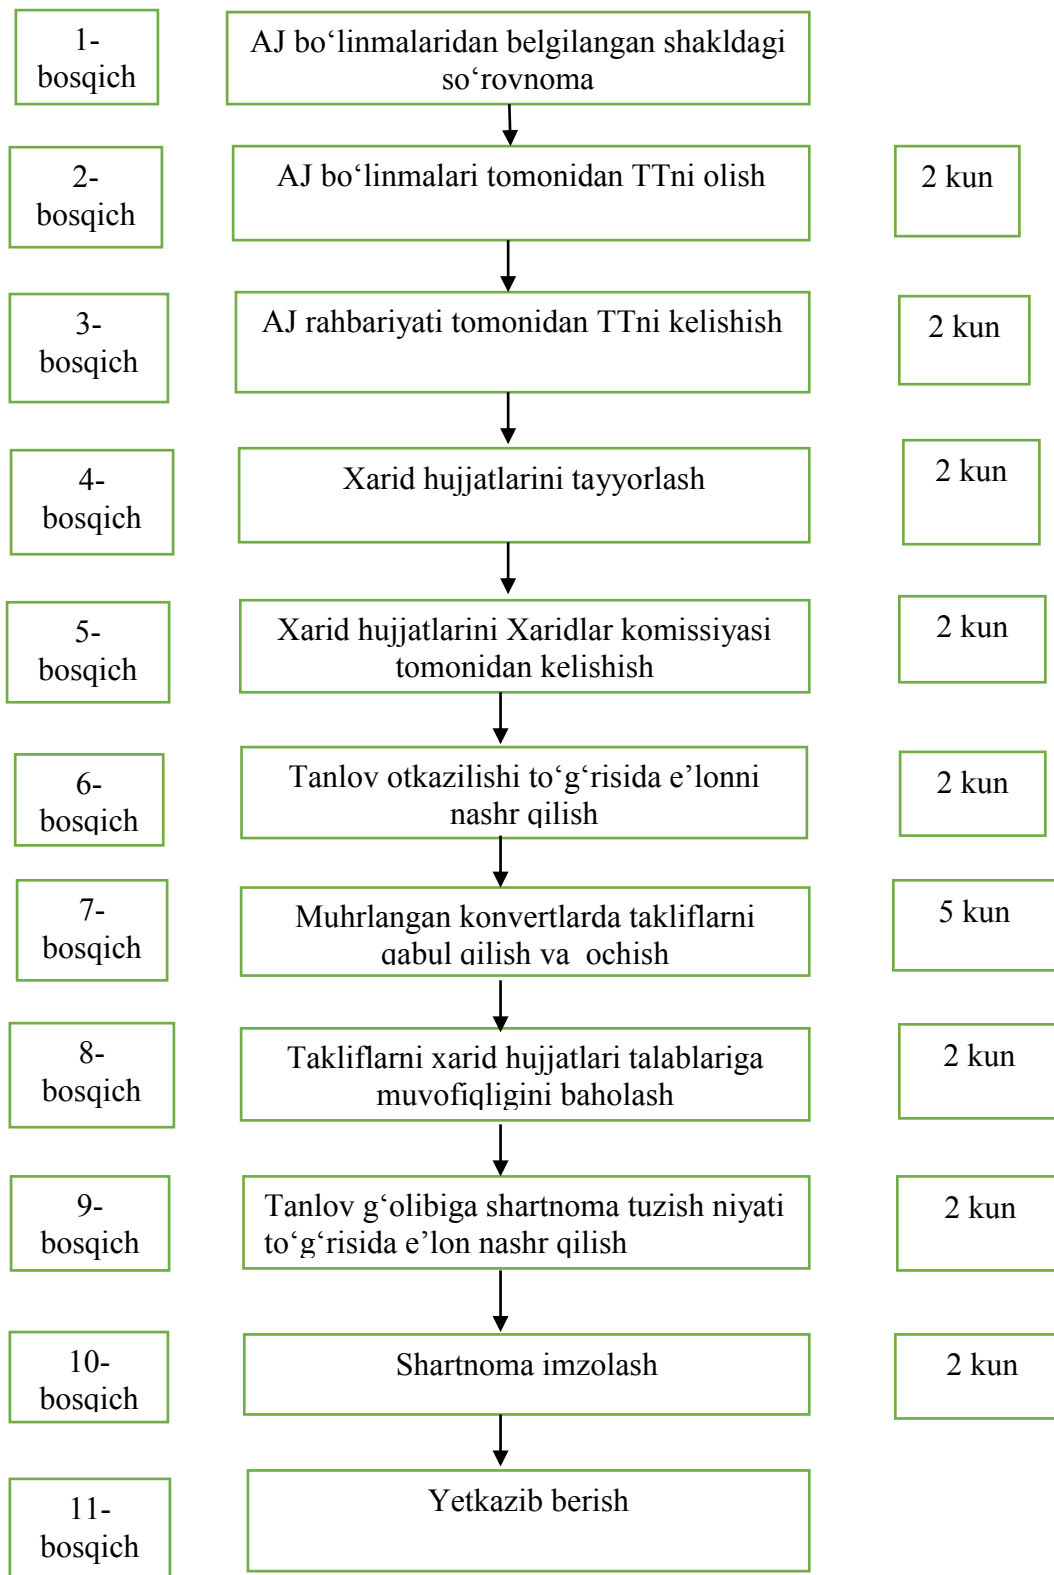 1-
bosqich
AJ bo‘linmalaridan belgilangan shakldagi
so‘rovnoma
2-
bosqich
AJ bo‘linmalari tomonidan TTni olish
2 kun
3-
bosqich
AJ rahbariyati tomonidan TTni kelishish
2 kun
4-
bosqich
Xarid hujjatlarini tayyorlash
2 kun
5-
bosqich
Xarid hujjatlarini Xaridlar komissiyasi
tomonidan kelishish
2 kun
6-
bosqich
Tanlov otkazilishi to‘g‘risida e’lonni
nashr qilish
2 kun
7-
bosqich
Muhrlangan konvertlarda takliflarni
qabul qilish va  ochish
5 kun
8-
bosqich
Takliflarni xarid hujjatlari talablariga
muvofiqligini baholash
2 kun
9-
bosqich
Tanlov g‘olibiga shartnoma tuzish niyati
to‘g‘risida e’lon nashr qilish
2 kun
10-
bosqich
Shartnoma imzolash
2 kun
11-
bosqich
Yetkazib berish